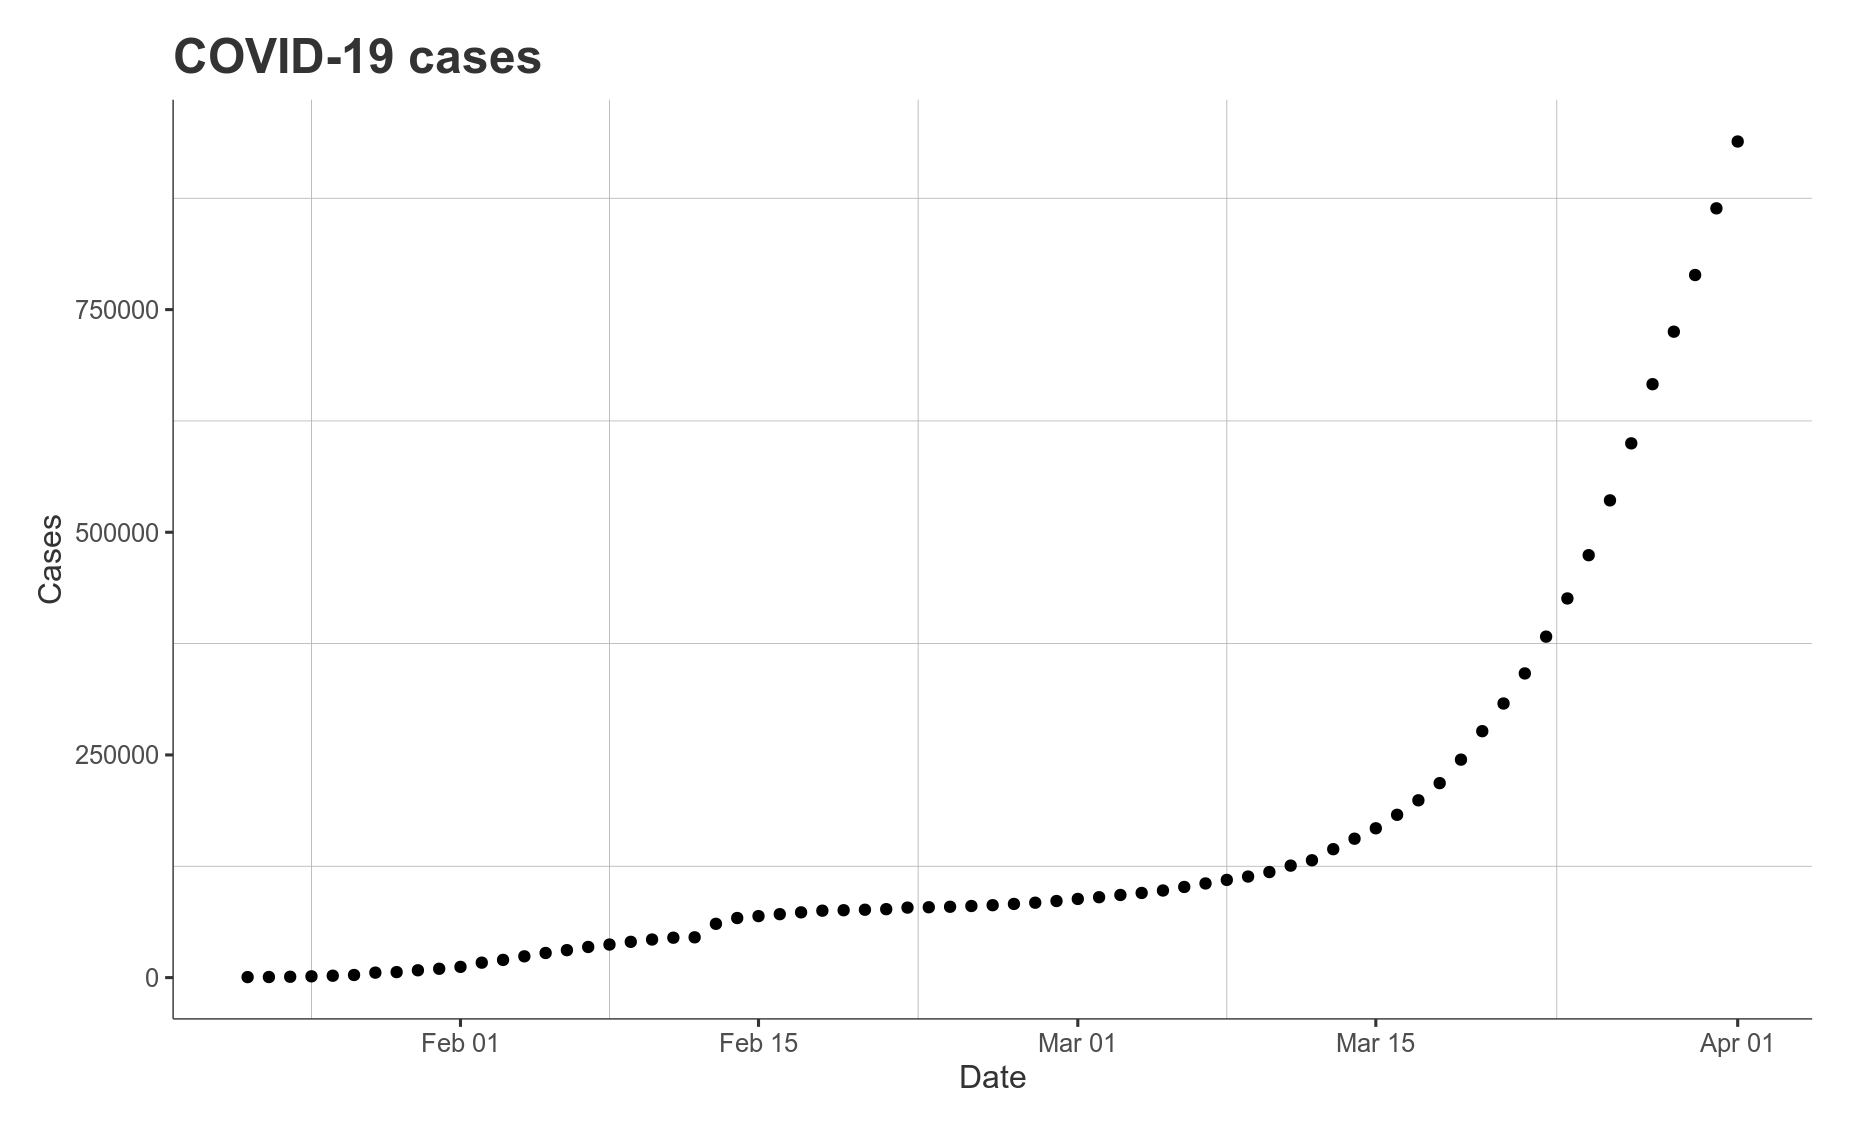 COVID-19 cases
750000
500000
250000
0
Cases
Feb 01
Feb 15
Mar 01
Mar 15
Apr 01
Date